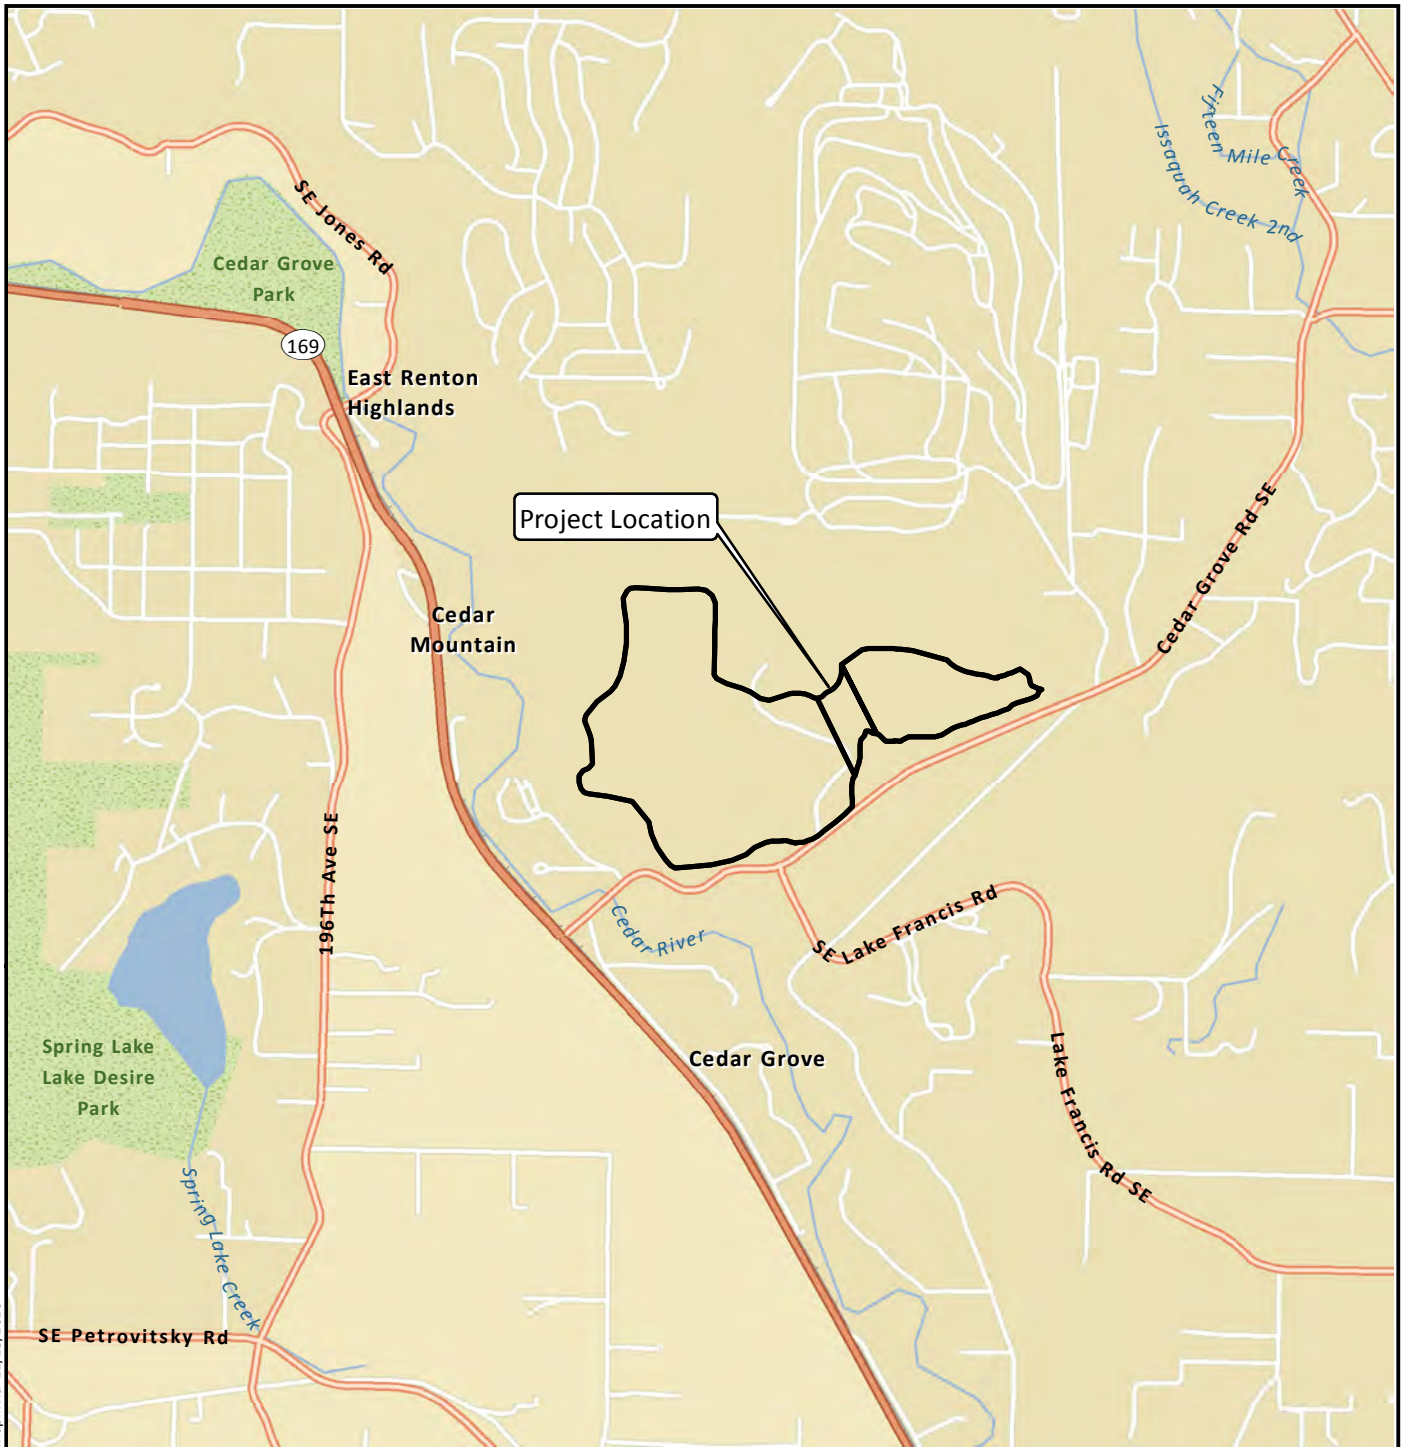 Fifteen Mile Creek
Issaquah Creek 2nd
SE Jones Rd
Cedar Grove
Park
169
East Renton
Highlands
Project Location
Cedar Grove Rd SE
Cedar
Mountain
196Th Ave SE
SE Lake Francis Rd
Cedar River
Spring Lake
Lake Desire
Park
Cedar Grove
Lake Francis Rd SE
Spring Lake Creek
SE Petrovitsky Rd